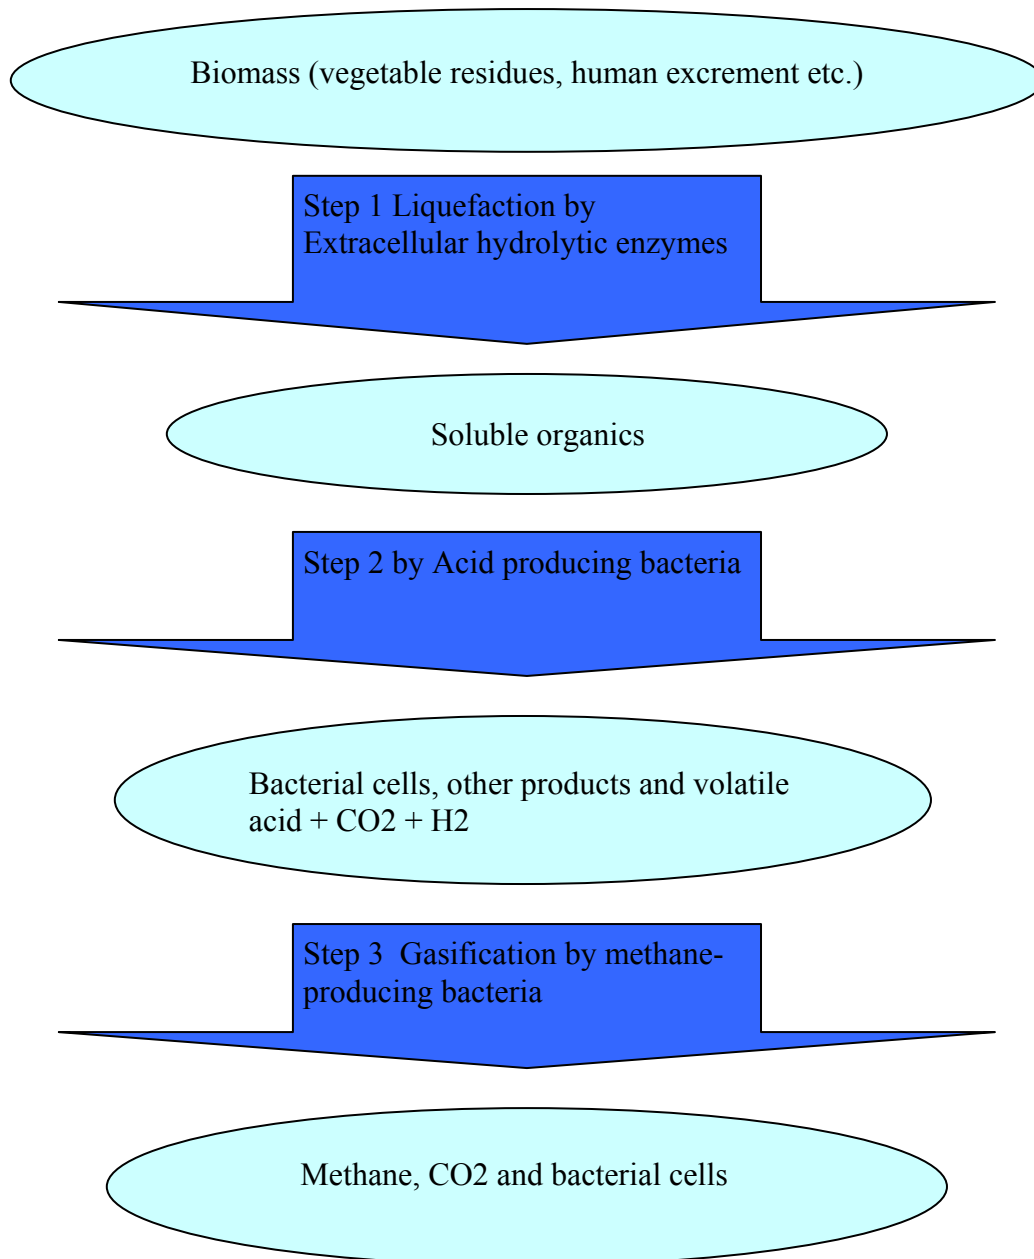 Biomass (vegetable residues, human excrement etc.)
Step 1 Liquefaction by
Extracellular hydrolytic enzymes
Soluble organics
Step 2 by Acid producing bacteria
Bacterial cells, other products and volatile
acid + CO2 + H2
Step 3  Gasification by methane-
producing bacteria
Methane, CO2 and bacterial cells